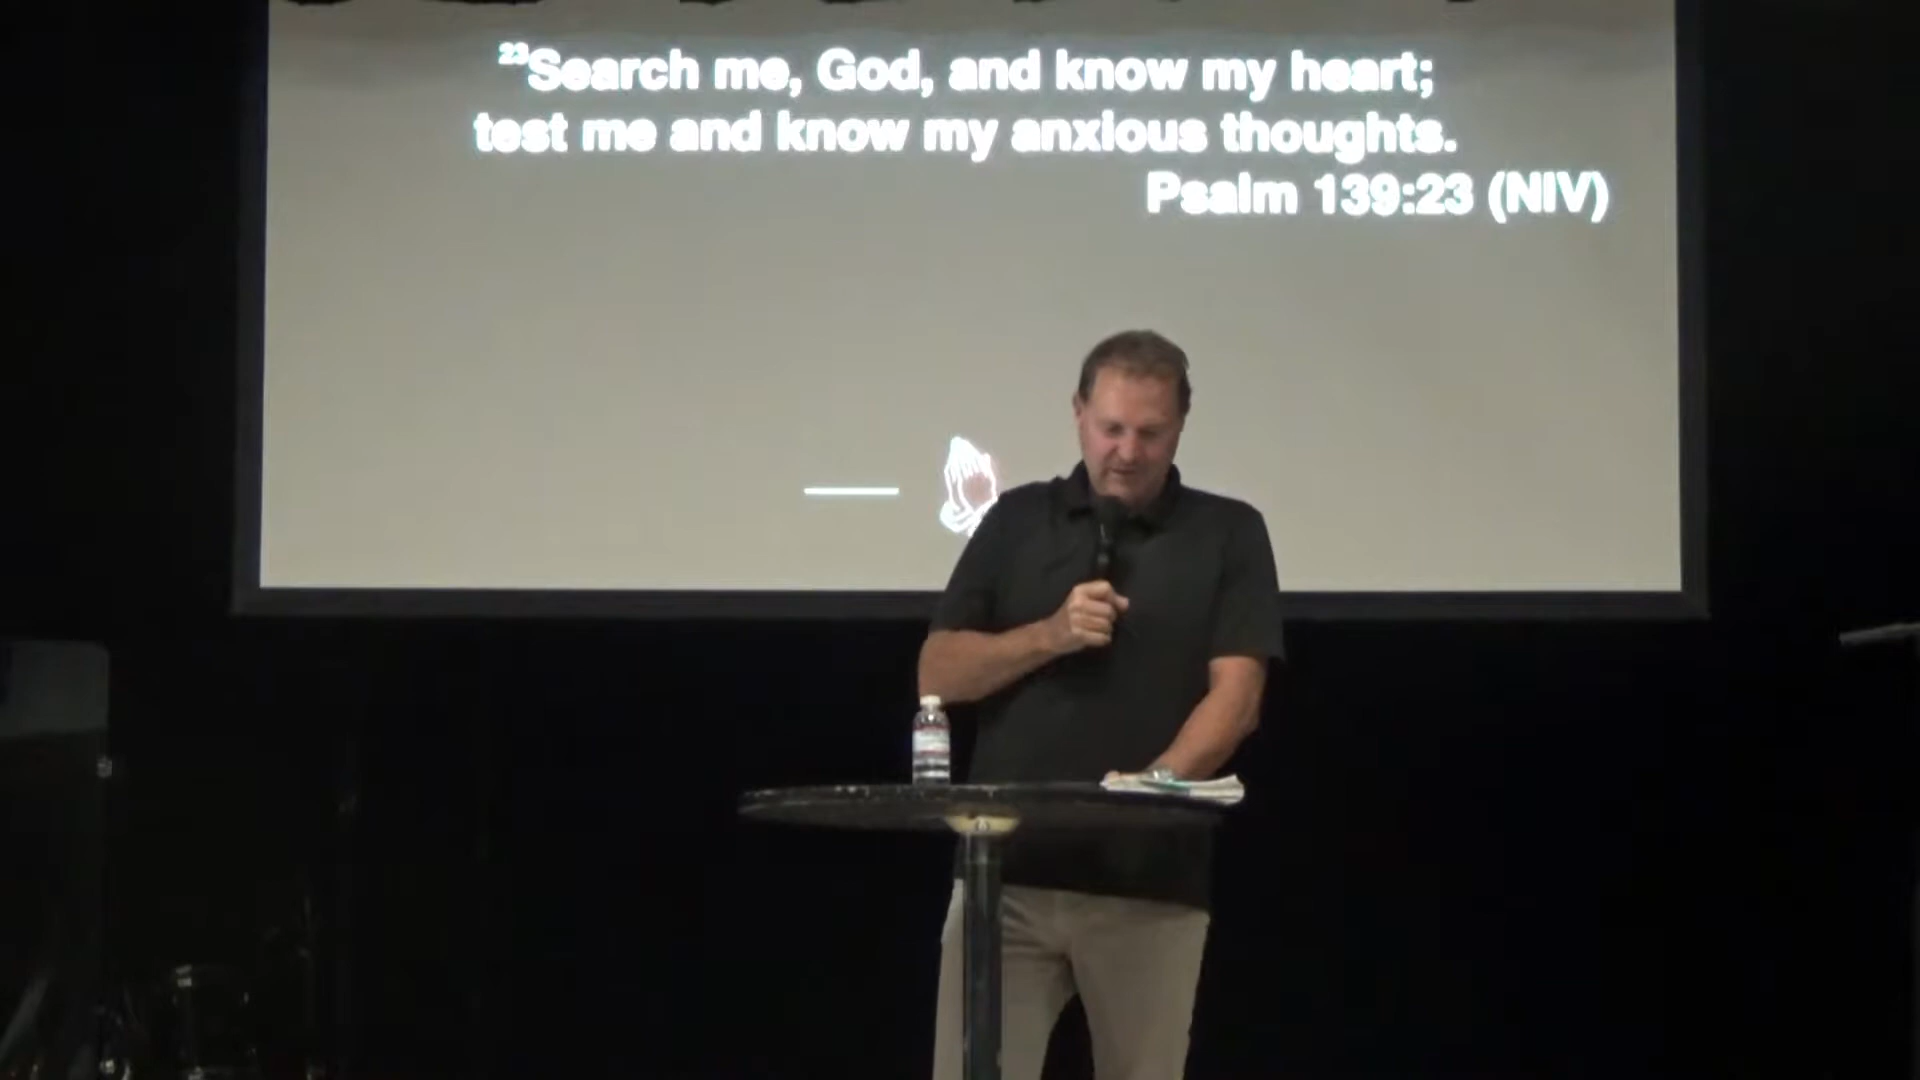 ²³Search me, God, and know my heart;
test me and know my anxious thoughts.
Psalm 139:23 (NIV)